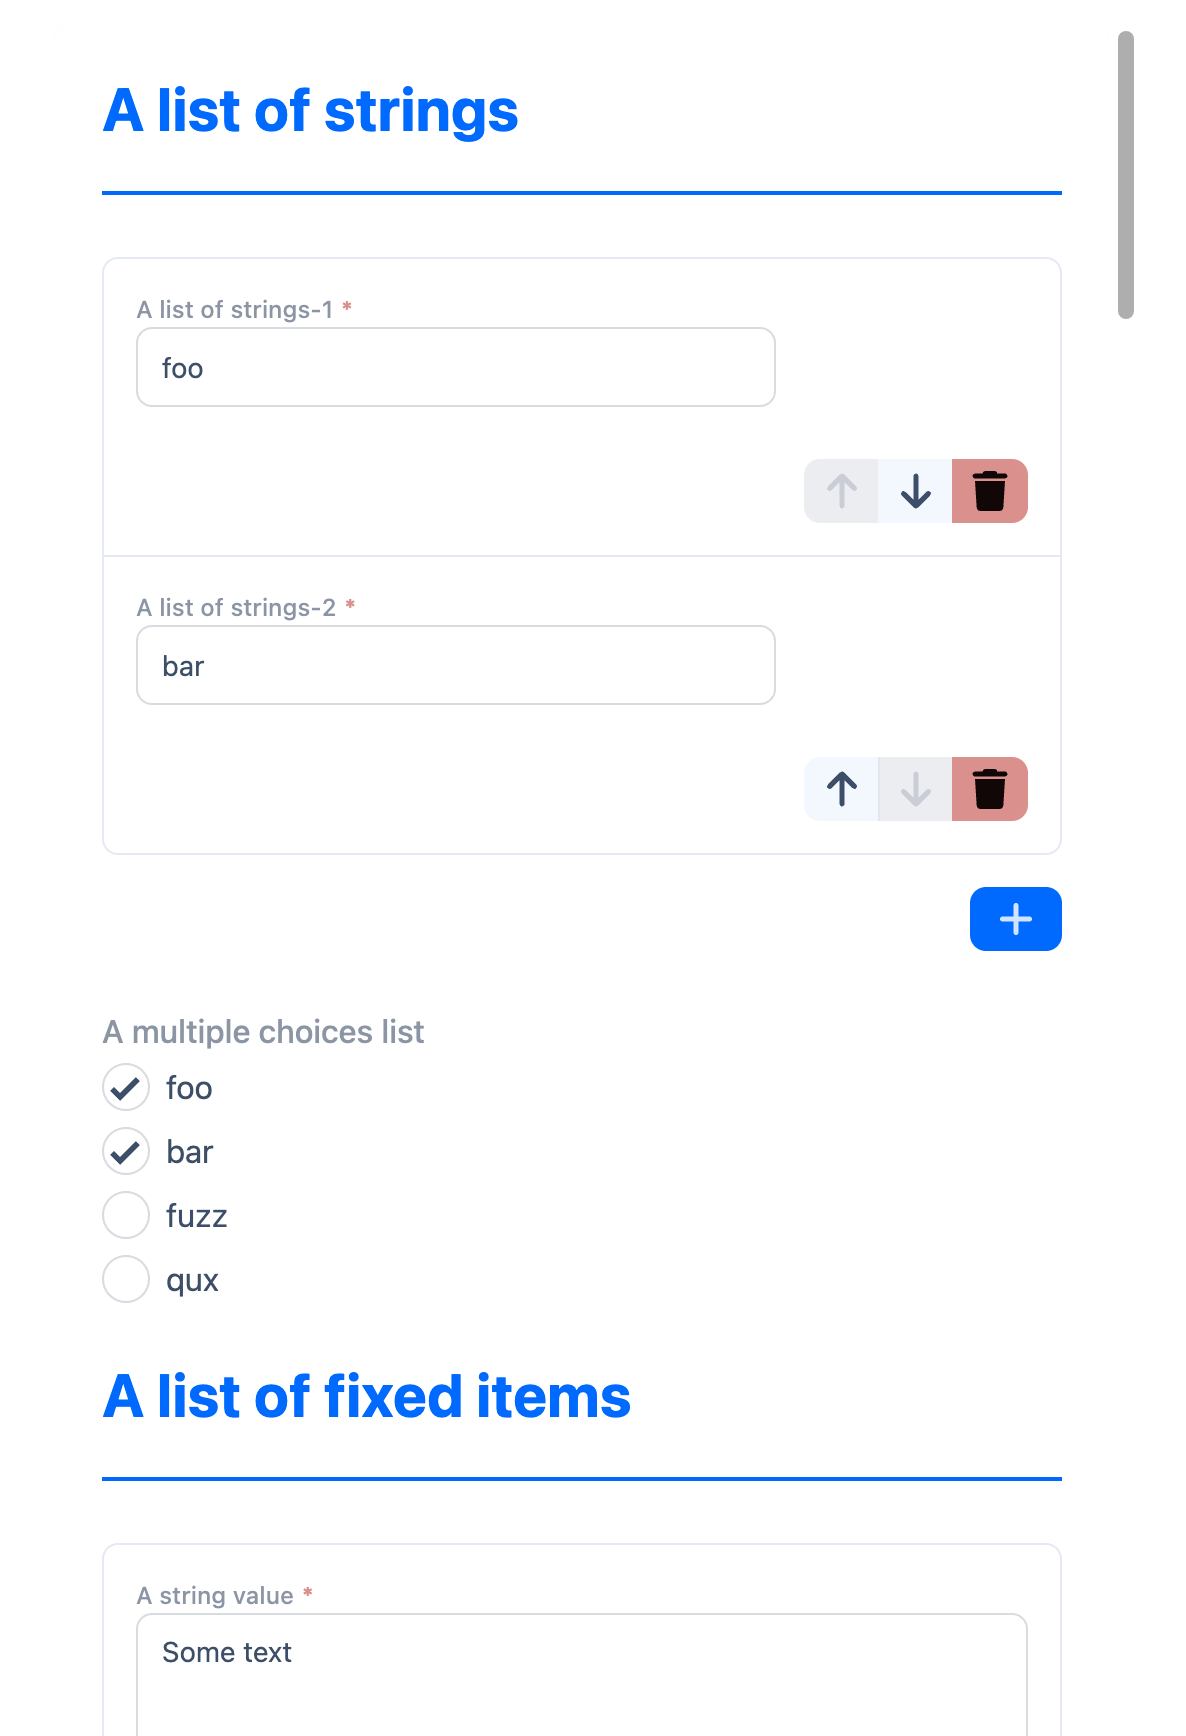 A list of strings
A list of strings-1 *
foo
A list of strings-2 *
bar
A multiple choices list
foo
bar
fuzz
qux
A list of fixed items
A string value *
Some text